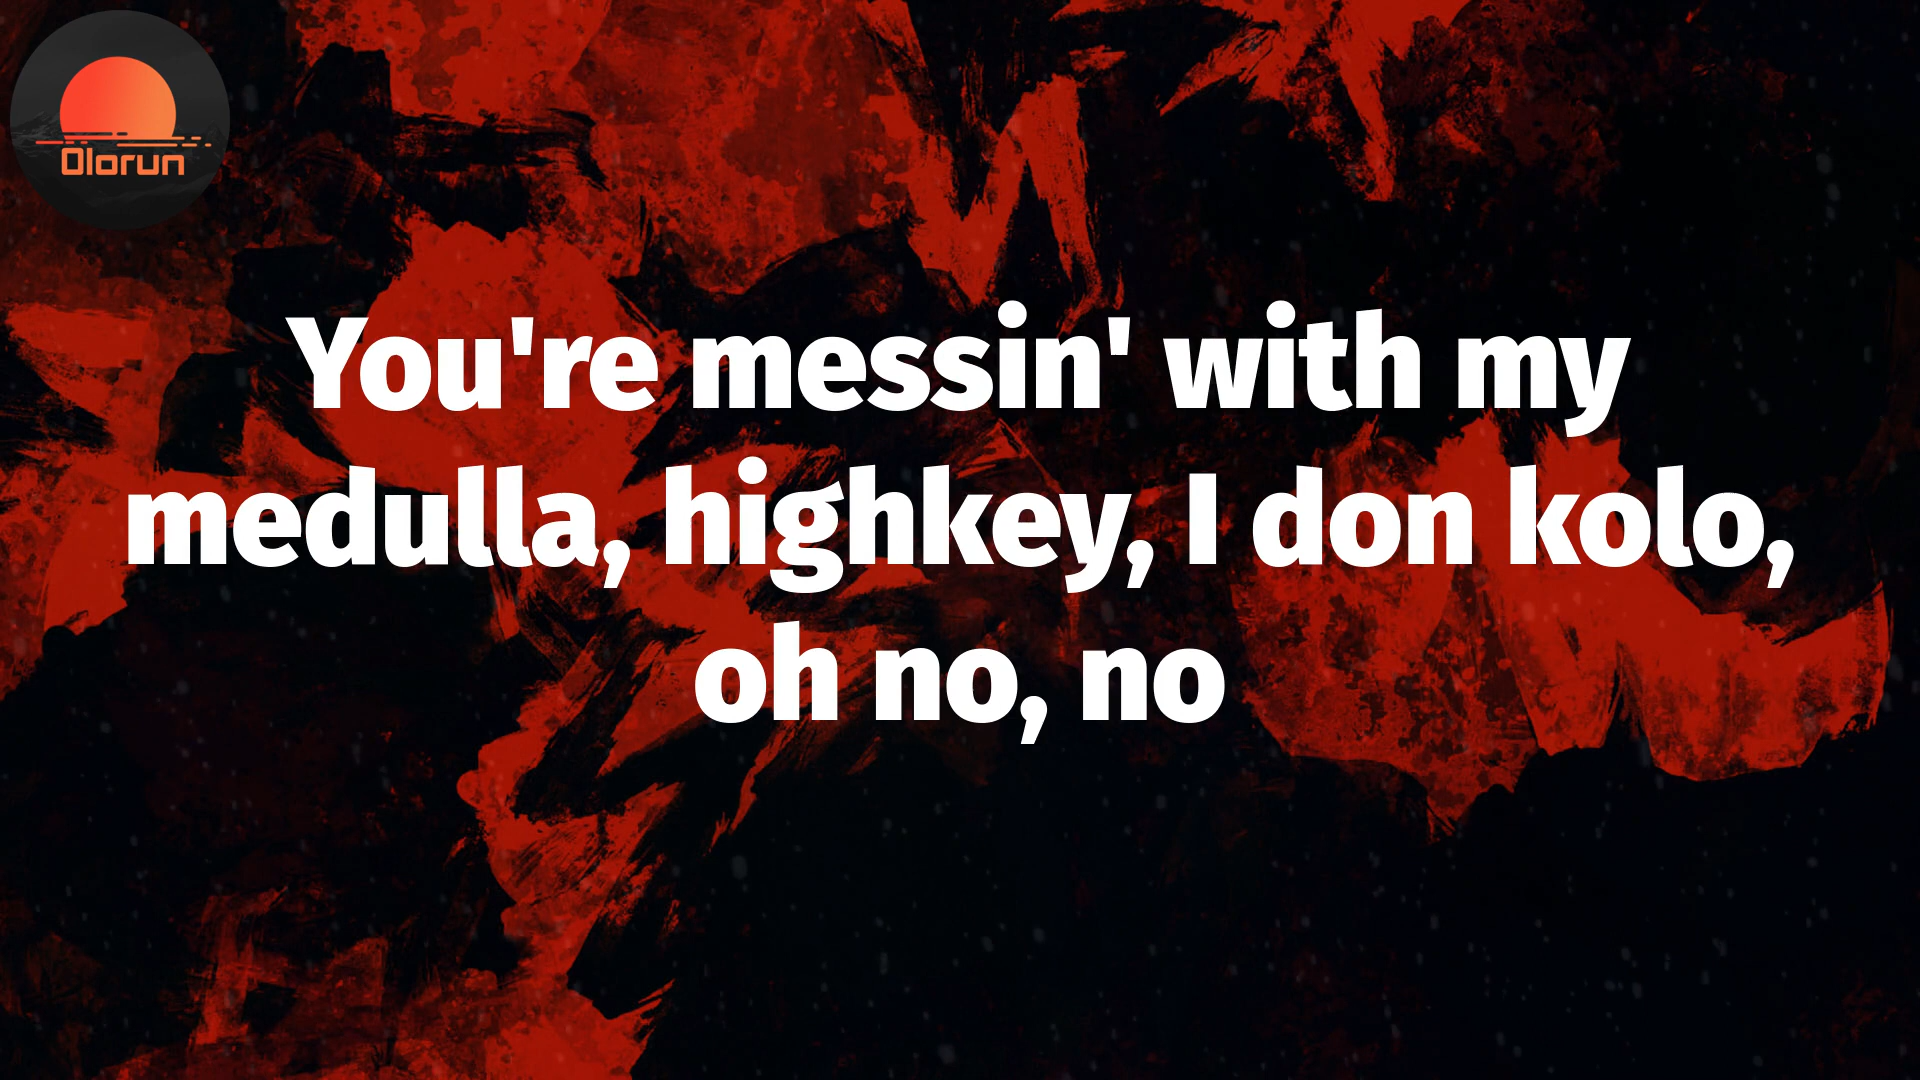 Olorun
You're messin' with my
medulla, highkey, I don kolo,
oh no, no